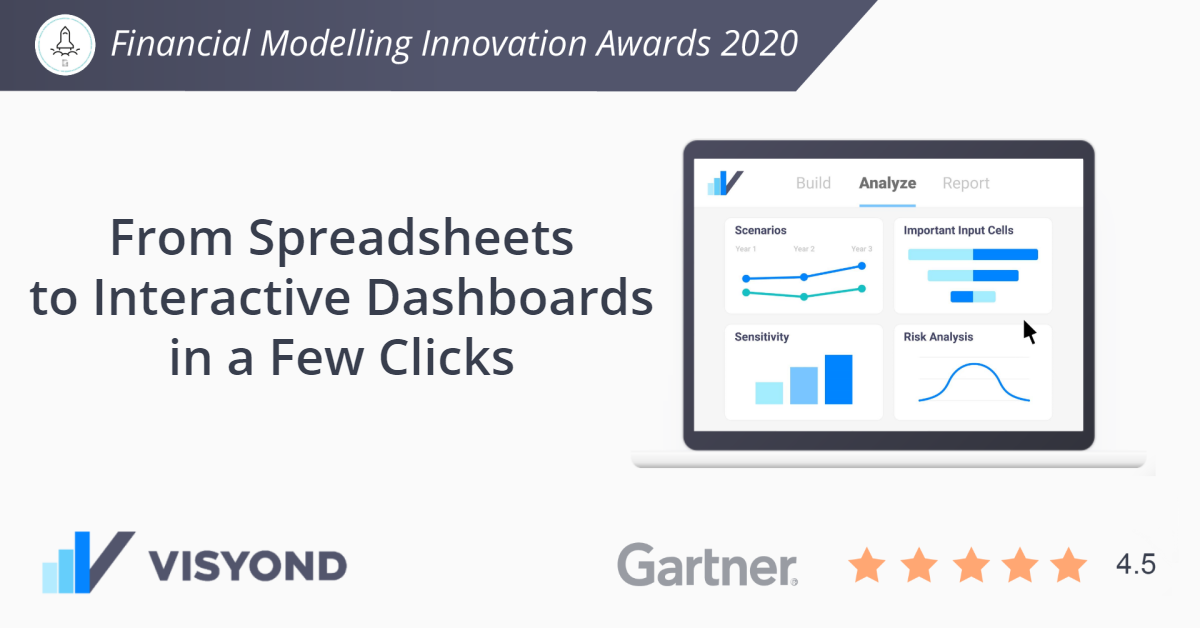 Financial Modelling Innovation Awards 2020
From Spreadsheets
to Interactive Dashboards
in a Few Clicks
Build Analyze Report
Scenarios
Year 1 Year 2 Year 3
Important Input Cells
Sensitivity
Risk Analysis
VISYOND
Gartner
4.5